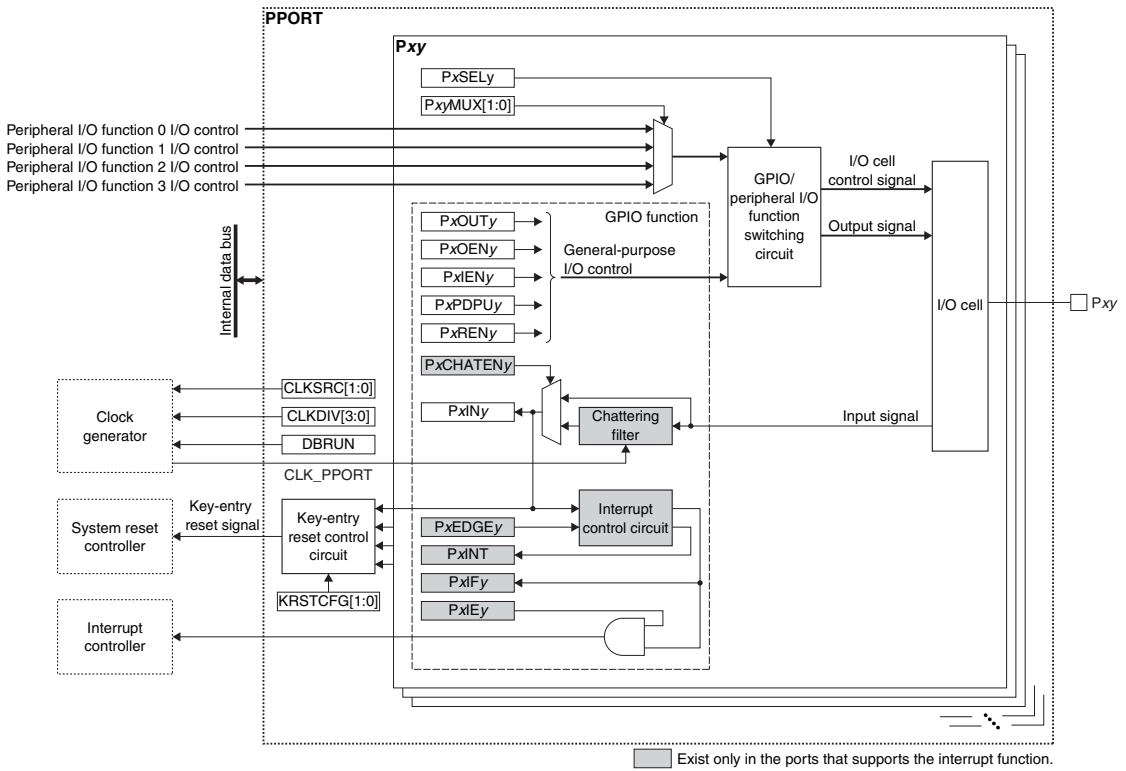 PPORT
Pxy
PxSELy
PxyMUX[1:0]
Peripheral I/O function 0 I/O control
Peripheral I/O function 1 I/O control
Peripheral I/O function 2 I/O control
Peripheral I/O function 3 I/O control
GPIO/
peripheral I/O
function
switching
circuit
I/O cell
control signal
Output signal
I/O cell
Pxy
Internal data bus
GPIO function
PxOUTy
PxOENy
PxIENy
PxPDPUy
PxRENy
General-purpose
I/O control
PxCHATENy
PxINy
Chattering
filter
Input signal
Clock
generator
CLKSRC[1:0]
CLKDIV[3:0]
DBRUN
CLK_PPORT
System reset
controller
Key-entry
reset signal
Key-entry
reset control
circuit
KRSTCFG[1:0]
Interrupt
control circuit
PxEDGEy
PxINT
PxIFy
PxIEy
Interrupt
controller
Exist only in the ports that supports the interrupt function.